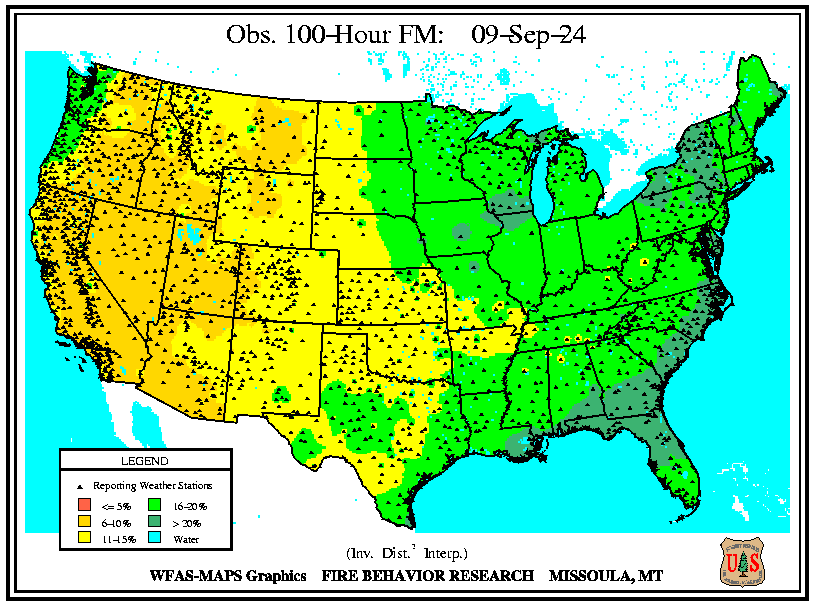 Obs. 100-Hour FM: 09-Sep-24
LEGEND
Reporting Weather Stations
<= 5% 16-20%
6-10% > 20%
11-15% Water
(Inv. Dist.² Interp.)
WFAS-MAPS Graphics FIRE BEHAVIOR RESEARCH MISSOULA, MT
U S